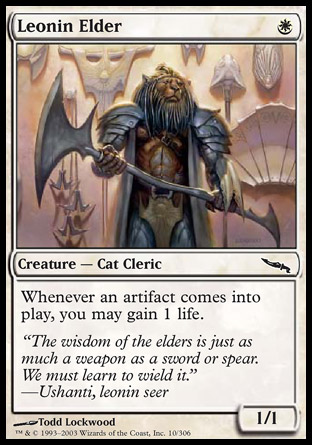 Leonin Elder
Creature — Cat Cleric
Whenever an artifact comes into
play, you may gain 1 life.
“The wisdom of the elders is just as
much a weapon as a sword or spear.
We must learn to wield it.”
—Ushanti, leonin seer
Todd Lockwood
1/1
™ & © 1993–2003 Wizards of the Coast, Inc. 10/306